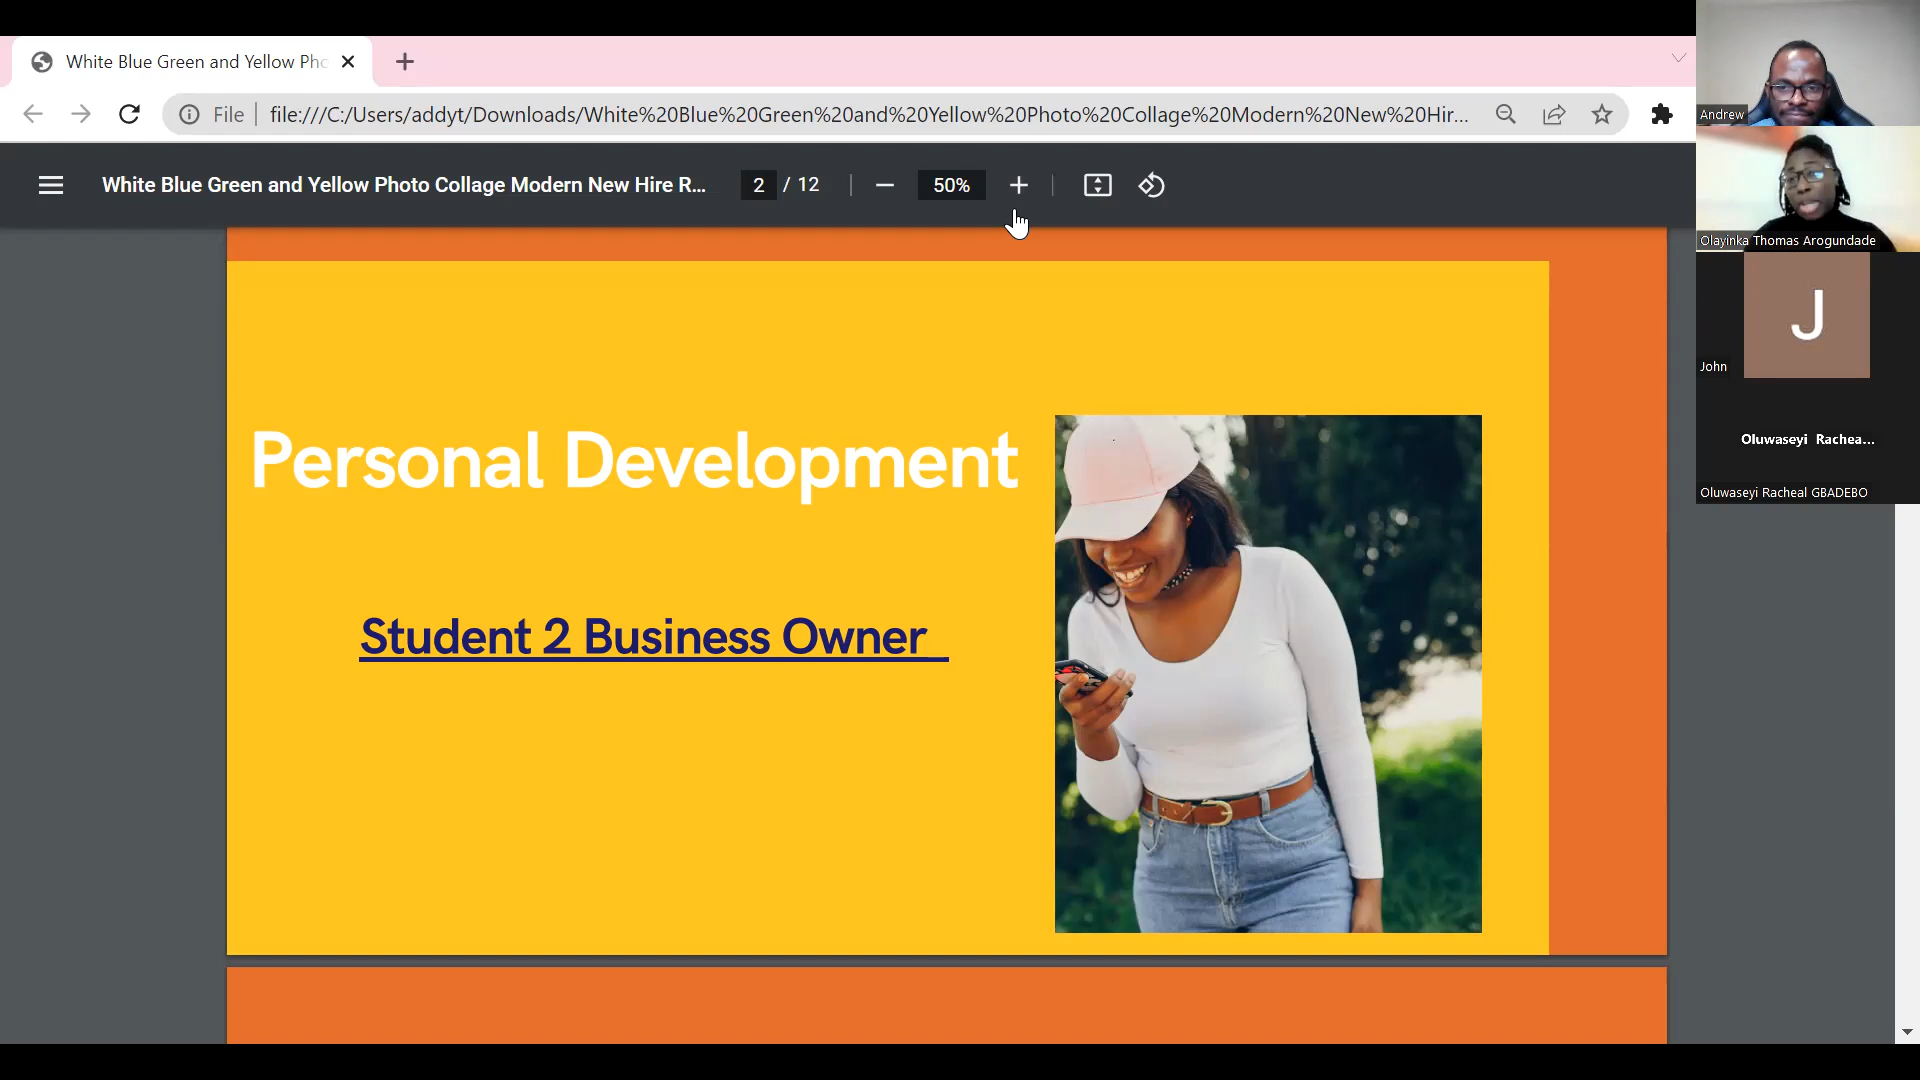 White Blue Green and Yellow Pho
File
file:///C:/Users/addyt/Downloads/White%20Blue%20Green%20and%20Yellow%20Photo%20Collage%20Modern%20New%20Hir...
White Blue Green and Yellow Photo Collage Modern New Hire R...
2 / 12
50%
Personal Development
Student 2 Business Owner
Andrew
Olayinka Thomas Arogundade
J
John
Oluwaseyi Rachea...
Oluwaseyi Racheal GBADEBO